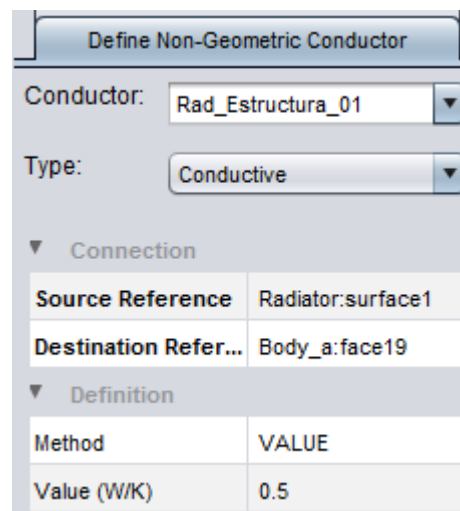 Define Non-Geometric Conductor
Conductor: Rad_Estructura_01
Type: Conductive
Connection
Source Reference Radiator:surface1
Destination Refer... Body_a:face19
Definition
Method VALUE
Value (W/K) 0.5